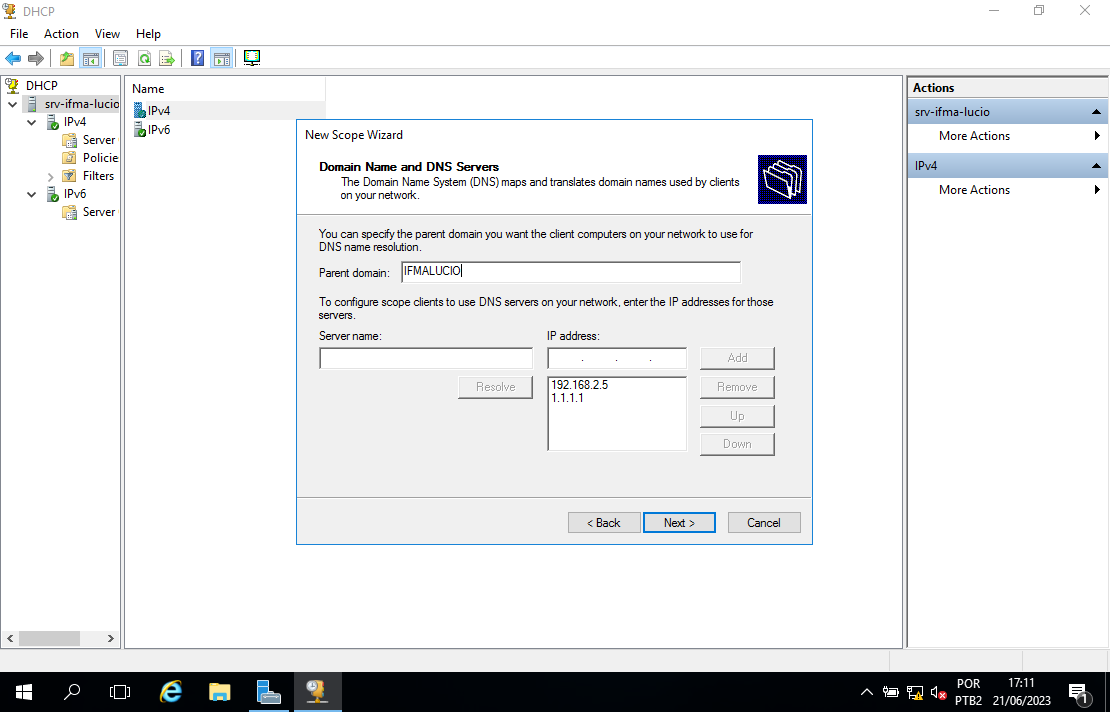 DHCP
File Action View Help
DHCP
srv-ifma-lucio
IPv4
Server
Policie
Filters
IPv6
Server
Name
IPv4
IPv6
New Scope Wizard
Domain Name and DNS Servers
The Domain Name System (DNS) maps and translates domain names used by clients
on your network.
You can specify the parent domain you want the client computers on your network to use for
DNS name resolution.
Parent domain: IFMALUCIO
To configure scope clients to use DNS servers on your network, enter the IP addresses for those
servers.
Server name: IP address:
. . .
Add
Resolve
192.168.2.5
1.1.1.1
Remove
Up
Down
< Back Next > Cancel
Actions
srv-ifma-lucio
More Actions
IPv4
More Actions
POR
PTB2
17:11
21/06/2023
1